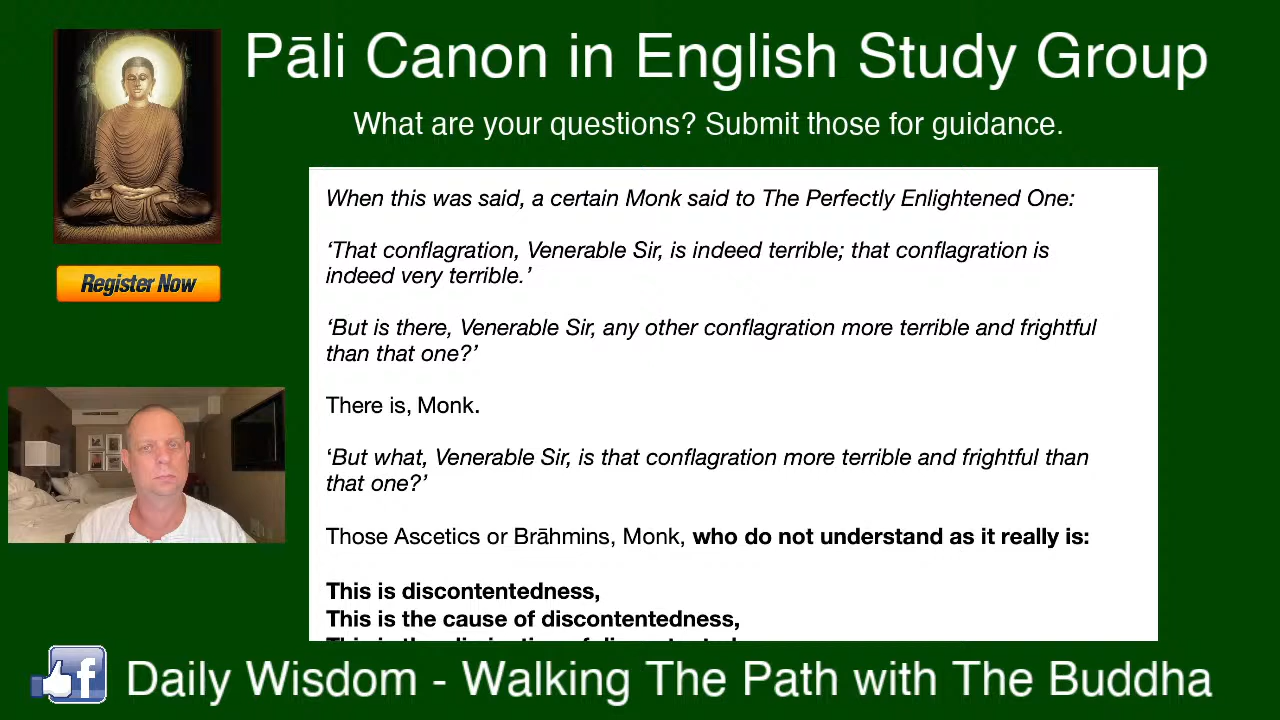 Pāli Canon in English Study Group
What are your questions? Submit those for guidance.
When this was said, a certain Monk said to The Perfectly Enlightened One:
‘That conflagration, Venerable Sir, is indeed terrible; that conflagration is
indeed very terrible.’
Register Now
‘But is there, Venerable Sir, any other conflagration more terrible and frightful
than that one?’
There is, Monk.
‘But what, Venerable Sir, is that conflagration more terrible and frightful than
that one?’
Those Ascetics or Brāhmins, Monk, who do not understand as it really is:
This is discontentedness,
This is the cause of discontentedness,
Daily Wisdom - Walking The Path with The Buddha